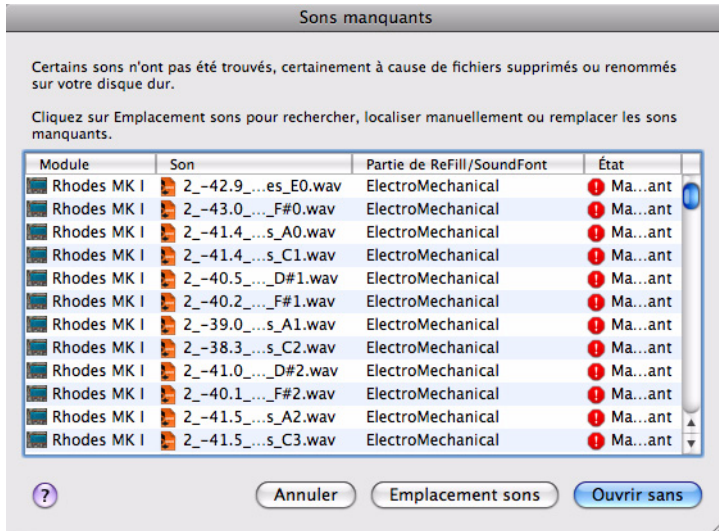 Sons manquants
Certains sons n'ont pas été trouvés, certainement à cause de fichiers supprimés ou renommés
sur votre disque dur.
Cliquez sur Emplacement sons pour rechercher, localiser manuellement ou remplacer les sons
manquants.
Module Son Partie de ReFill/SoundFont État
Rhodes MK I 2_-42.9_...es_E0.wav ElectroMechanical Ma...ant
Rhodes MK I 2_-43.0_..._F#0.wav ElectroMechanical Ma...ant
Rhodes MK I 2_-41.4_...s_A0.wav ElectroMechanical Ma...ant
Rhodes MK I 2_-41.4_...s_C1.wav ElectroMechanical Ma...ant
Rhodes MK I 2_-40.5_..._D#1.wav ElectroMechanical Ma...ant
Rhodes MK I 2_-40.2_..._F#1.wav ElectroMechanical Ma...ant
Rhodes MK I 2_-39.0_...s_A1.wav ElectroMechanical Ma...ant
Rhodes MK I 2_-38.3_...s_C2.wav ElectroMechanical Ma...ant
Rhodes MK I 2_-41.0_..._D#2.wav ElectroMechanical Ma...ant
Rhodes MK I 2_-40.1_..._F#2.wav ElectroMechanical Ma...ant
Rhodes MK I 2_-41.5_...s_A2.wav ElectroMechanical Ma...ant
Rhodes MK I 2_-41.5_...s_C3.wav ElectroMechanical Ma...ant
? Annuler Emplacement sons Ouvrir sans